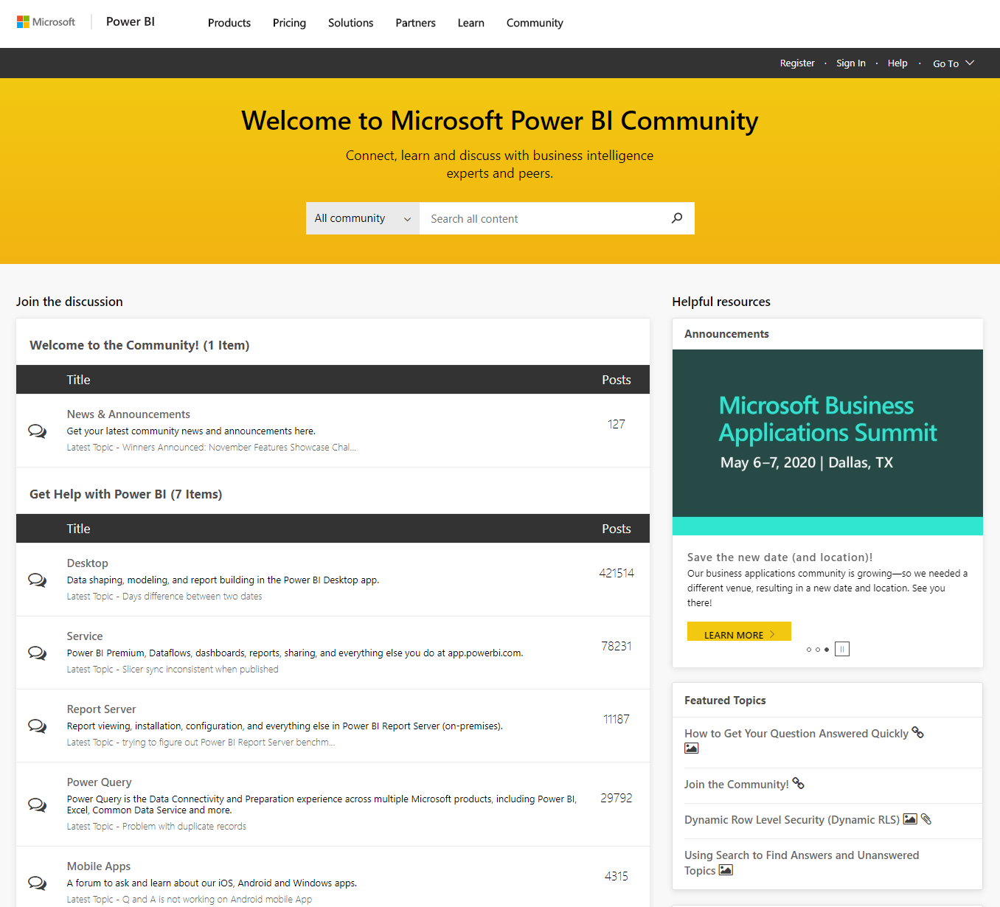 Microsoft
Power BI
Products
Pricing
Solutions
Partners
Learn
Community
Register · Sign In · Help · Go To
Welcome to Microsoft Power BI Community
Connect, learn and discuss with business intelligence
experts and peers.
All community
Search all content
Join the discussion
Welcome to the Community! (1 Item)
Title Posts
News & Announcements
Get your latest community news and announcements here.
Latest Topic - Winners Announced: November Features Showcase Chal...
127
Get Help with Power BI (7 Items)
Title Posts
Desktop
Data shaping, modeling, and report building in the Power BI Desktop app.
Latest Topic - Days difference between two dates
421514
Service
Power BI Premium, Dataflows, dashboards, reports, sharing, and everything else you do at app.powerbi.com.
Latest Topic - Slicer sync inconsistent when published
78231
Report Server
Report viewing, installation, configuration, and everything else in Power BI Report Server (on-premises).
Latest Topic - trying to figure out Power BI Report Server benchm...
11187
Power Query
Power Query is the Data Connectivity and Preparation experience across multiple Microsoft products, including Power BI,
Excel, Common Data Service and more.
Latest Topic - Problem with duplicate records
29792
Mobile Apps
A forum to ask and learn about our iOS, Android and Windows apps.
Latest Topic - Q and A is not working on Android mobile App
4315
Helpful resources
Announcements
Microsoft Business
Applications Summit
May 6–7, 2020 | Dallas, TX
Save the new date (and location)!
Our business applications community is growing—so we needed a
different venue, resulting in a new date and location. See you
there!
LEARN MORE
Featured Topics
How to Get Your Question Answered Quickly
Join the Community!
Dynamic Row Level Security (Dynamic RLS)
Using Search to Find Answers and Unanswered
Topics